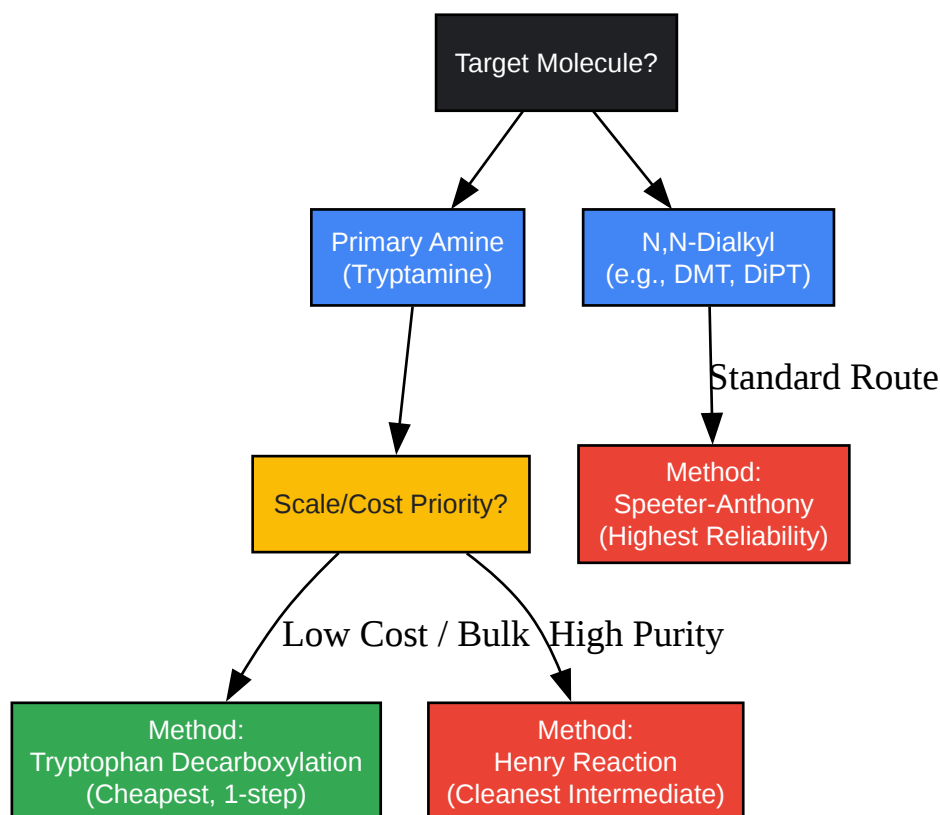 Target Molecule?
Primary Amine
(Tryptamine)
N,N-Dialkyl
(e.g., DMT, DiPT)
Standard Route
Scale/Cost Priority?
Method:
Speeter-Anthony
(Highest Reliability)
Low Cost / Bulk
High Purity
Method:
Tryptophan Decarboxylation
(Cheapest, 1-step)
Method:
Henry Reaction
(Cleanest Intermediate)